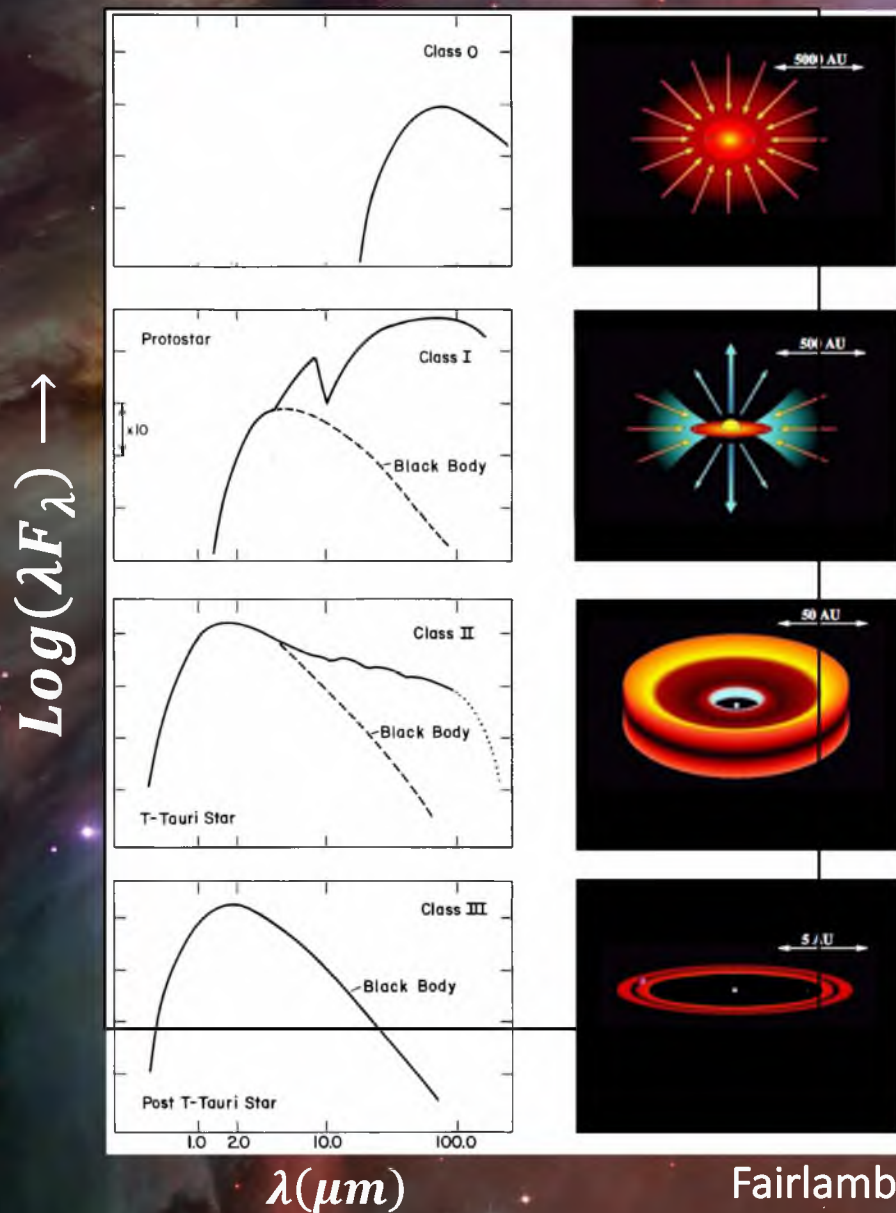 Class 0
5000 AU
Protostar
Class I
500 AU
x10
Black Body
Log(λF_λ) →
Class II
50 AU
Black Body
T-Tauri Star
Class III
5 AU
Black Body
Post T-Tauri Star
1.0 2.0 10.0 100.0
λ(μm)
Fairlamb